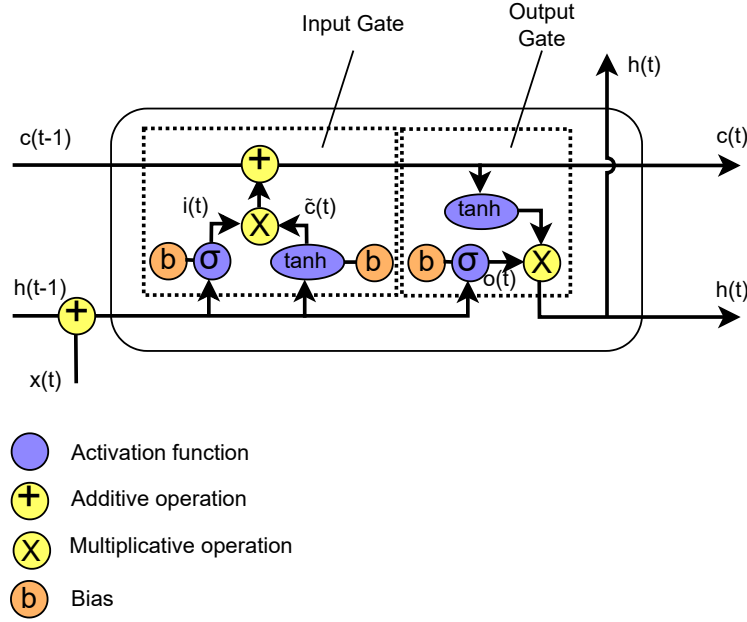 Input Gate
Output
Gate
h(t)
c(t-1)
c(t)
+
i(t)
c̃(t)
X
tanh
b
σ
tanh
b
b
σ
o(t)
X
h(t-1)
+
h(t)
x(t)
Activation function
+ Additive operation
X Multiplicative operation
b Bias